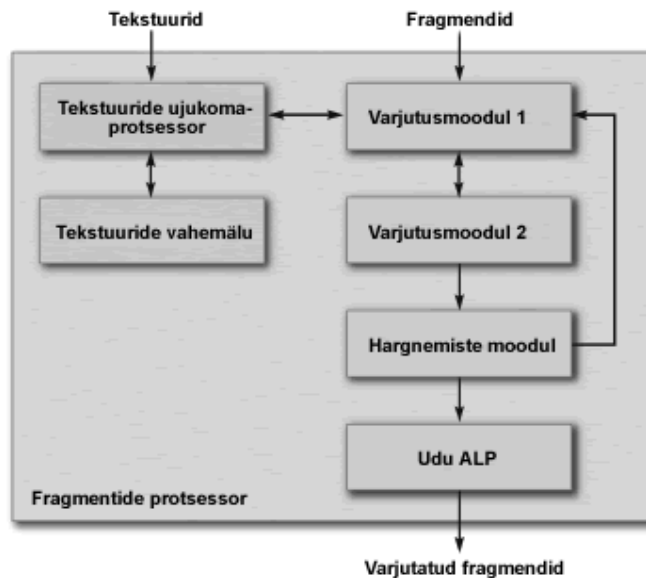 Tekstuurid
Fragmendid
Tekstuuride ujukoma-
protsessor
Varjutusmoodul 1
Tekstuuride vahemälu
Varjutusmoodul 2
Hargnemiste moodul
Udu ALP
Fragmentide protsessor
Varjutatud fragmendid